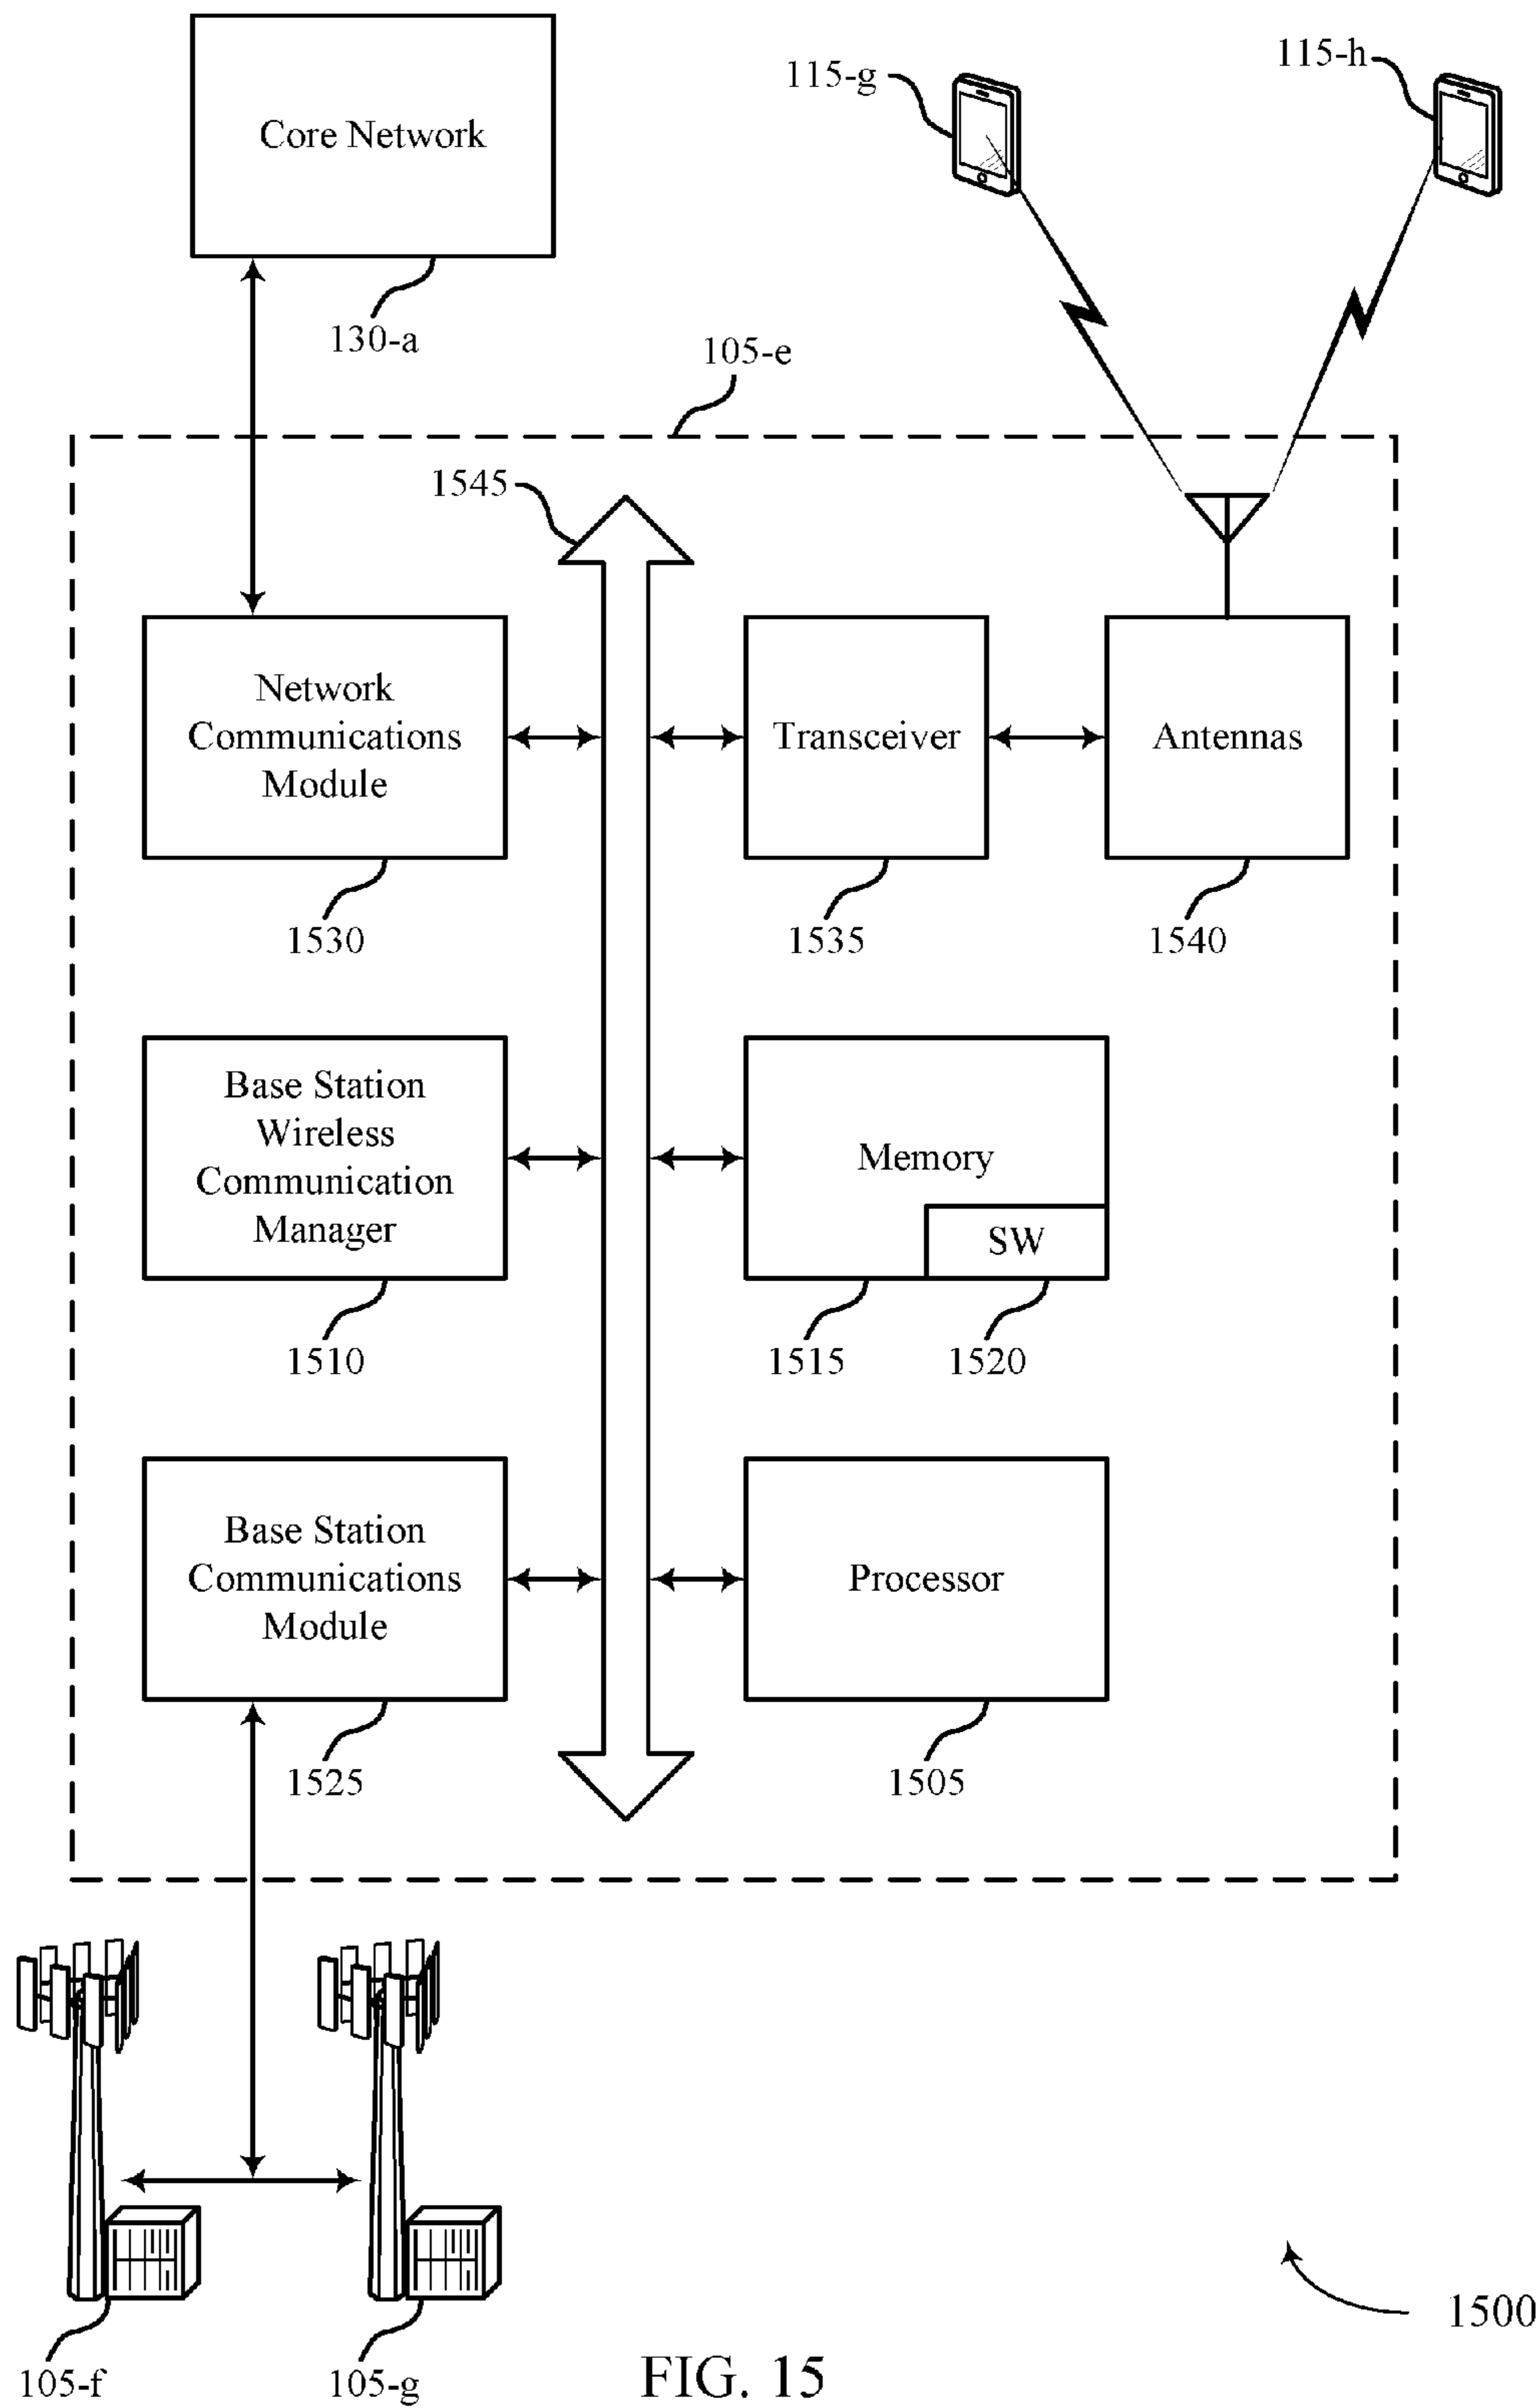 Core Network
130-a
115-g
115-h
105-e
1545
Network
Communications
Module
1530
Transceiver
1535
Antennas
1540
Base Station
Wireless
Communication
Manager
1510
Memory
SW
1515
1520
Base Station
Communications
Module
1525
Processor
1505
105-f
105-g
1500
FIG. 15